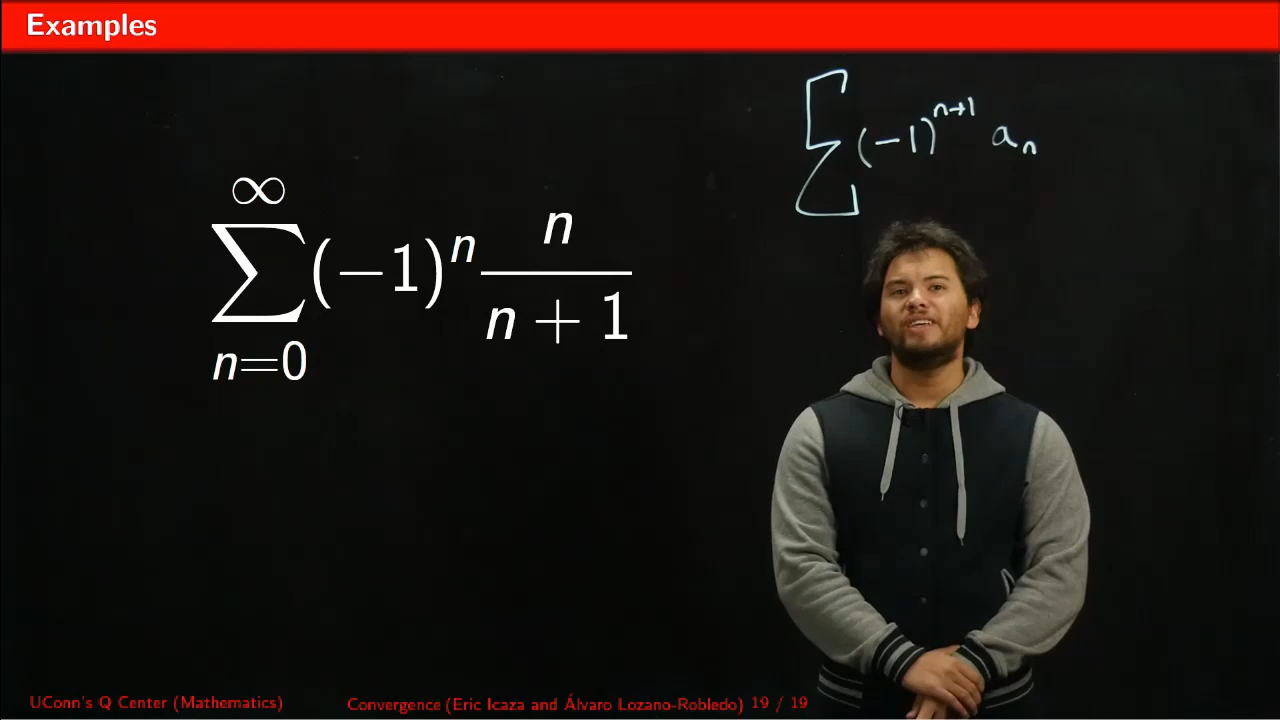 Examples
∑ (-1)^{n+1} a_n
∑_{n=0}^{∞} (-1)^n \frac{n}{n+1}
UConn's Q Center (Mathematics) Convergence (Eric Icaza and Álvaro Lozano-Robledo) 19 / 19